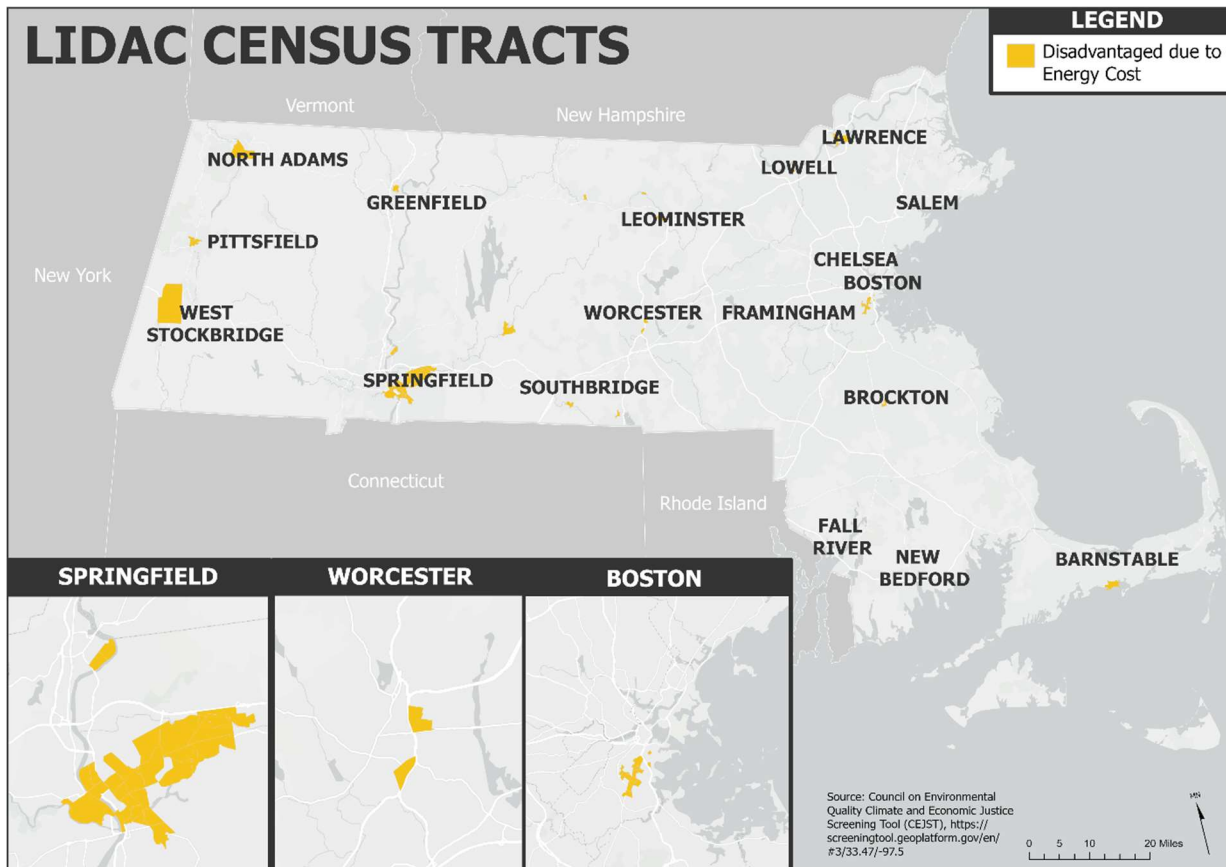 LIDAC CENSUS TRACTS
LEGEND
Disadvantaged due to
Energy Cost
Vermont
New Hampshire
LAWRENCE
NORTH ADAMS
LOWELL
GREENFIELD
SALEM
LEOMINSTER
PITTSFIELD
CHELSEA
New York
BOSTON
WEST
STOCKBRIDGE
WORCESTER
FRAMINGHAM
SPRINGFIELD
SOUTHBRIDGE
BROCKTON
Connecticut
Rhode Island
FALL
RIVER
NEW
BEDFORD
BARNSTABLE
SPRINGFIELD
WORCESTER
BOSTON
Source: Council on Environmental
Quality Climate and Economic Justice
Screening Tool (CEJST), https://
screeningtool.geoplatform.gov/en/
#3/33.47/-97.5
0 5 10 20 Miles